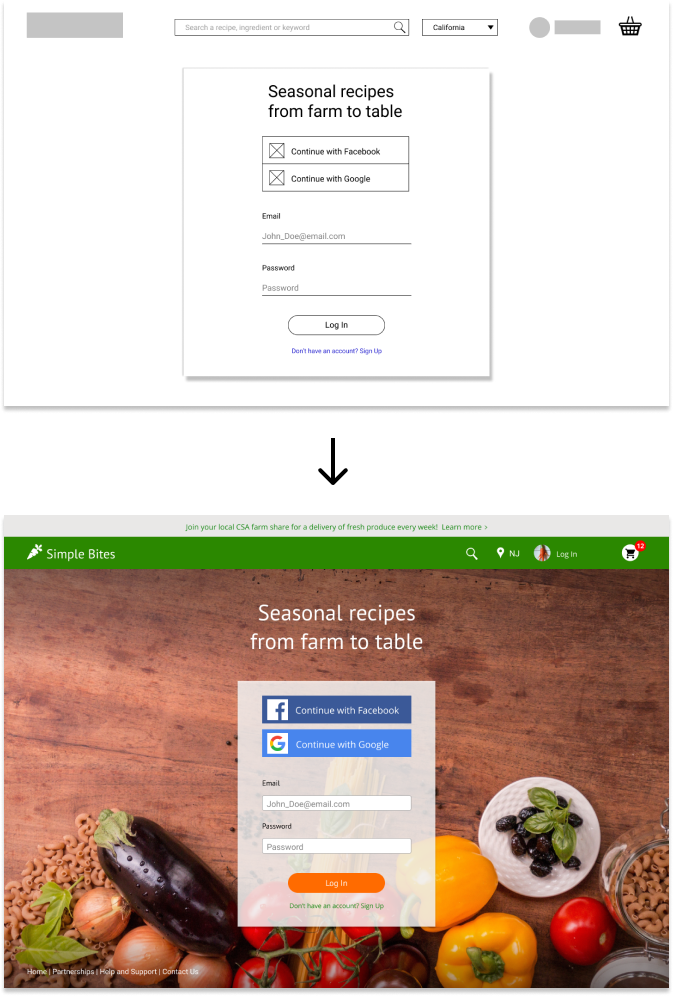 Search a recipe, ingredient or keyword
California
Seasonal recipes
from farm to table
Continue with Facebook
Continue with Google
Email
John_Doe@email.com
Password
Password
Log In
Don't have an account? Sign Up
Join your local CSA farm share for a delivery of fresh produce every week! Learn more >
Simple Bites
NJ
Log In
12
Seasonal recipes
from farm to table
Continue with Facebook
Continue with Google
Email
John_Doe@email.com
Password
Password
Log In
Don't have an account? Sign Up
Home | Partnerships | Help and Support | Contact Us